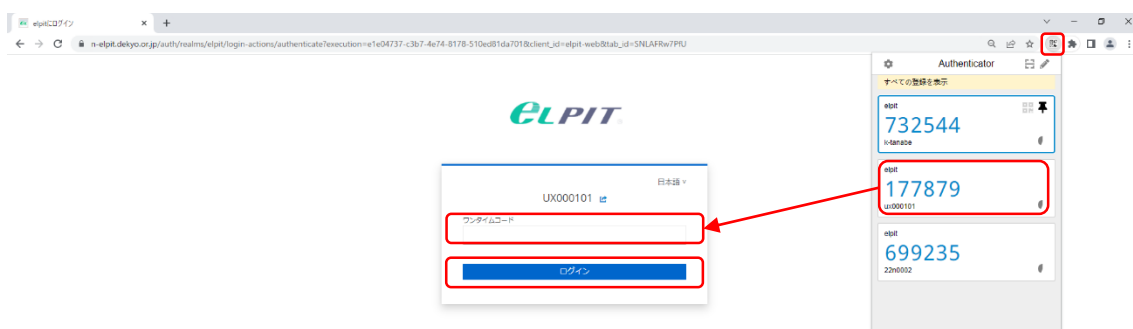 elpitにログイン
n-elpit.dekyo.or.jp/auth/realms/elpit/login-actions/authenticate?execution=e1e04737-c3b7-4e74-8178-510ed81da701&client_id=elpit-web&tab_id=SNLAFRw7PfU
Authenticator
すべての登録を表示
elpit
732544
k-tanabe
elpit
177879
ux000101
elpit
699235
22n0002
eLPIT
日本語
UX000101
ワンタイムコード
ログイン